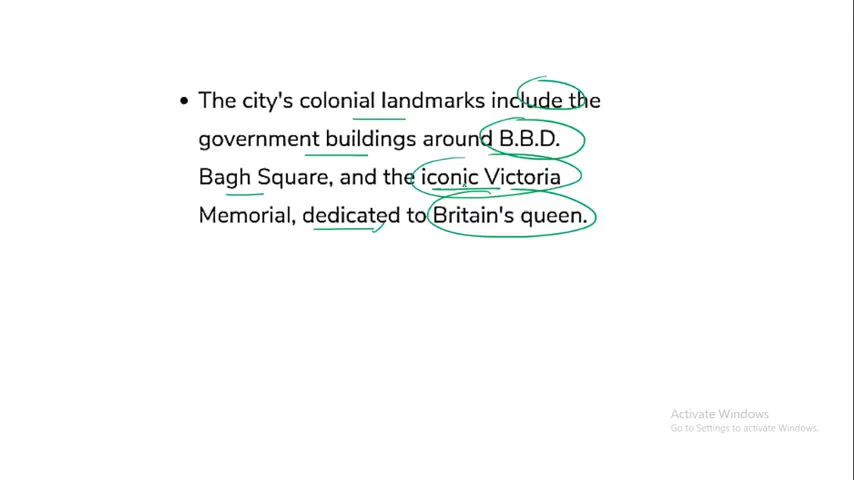 • The city's colonial landmarks include the
government buildings around B.B.D.
Bagh Square, and the iconic Victoria
Memorial, dedicated to Britain's queen.
Activate Windows
Go to Settings to activate Windows.